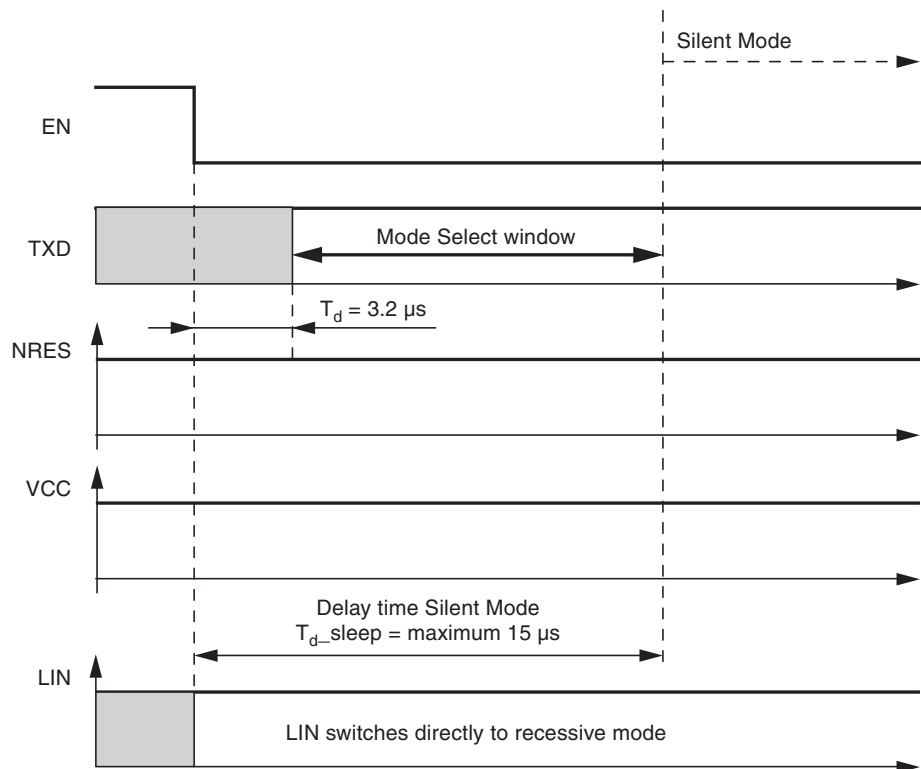 Silent Mode
EN
TXD
Mode Select window
T_d = 3.2 µs
NRES
VCC
Delay time Silent Mode
T_d_sleep = maximum 15 µs
LIN
LIN switches directly to recessive mode